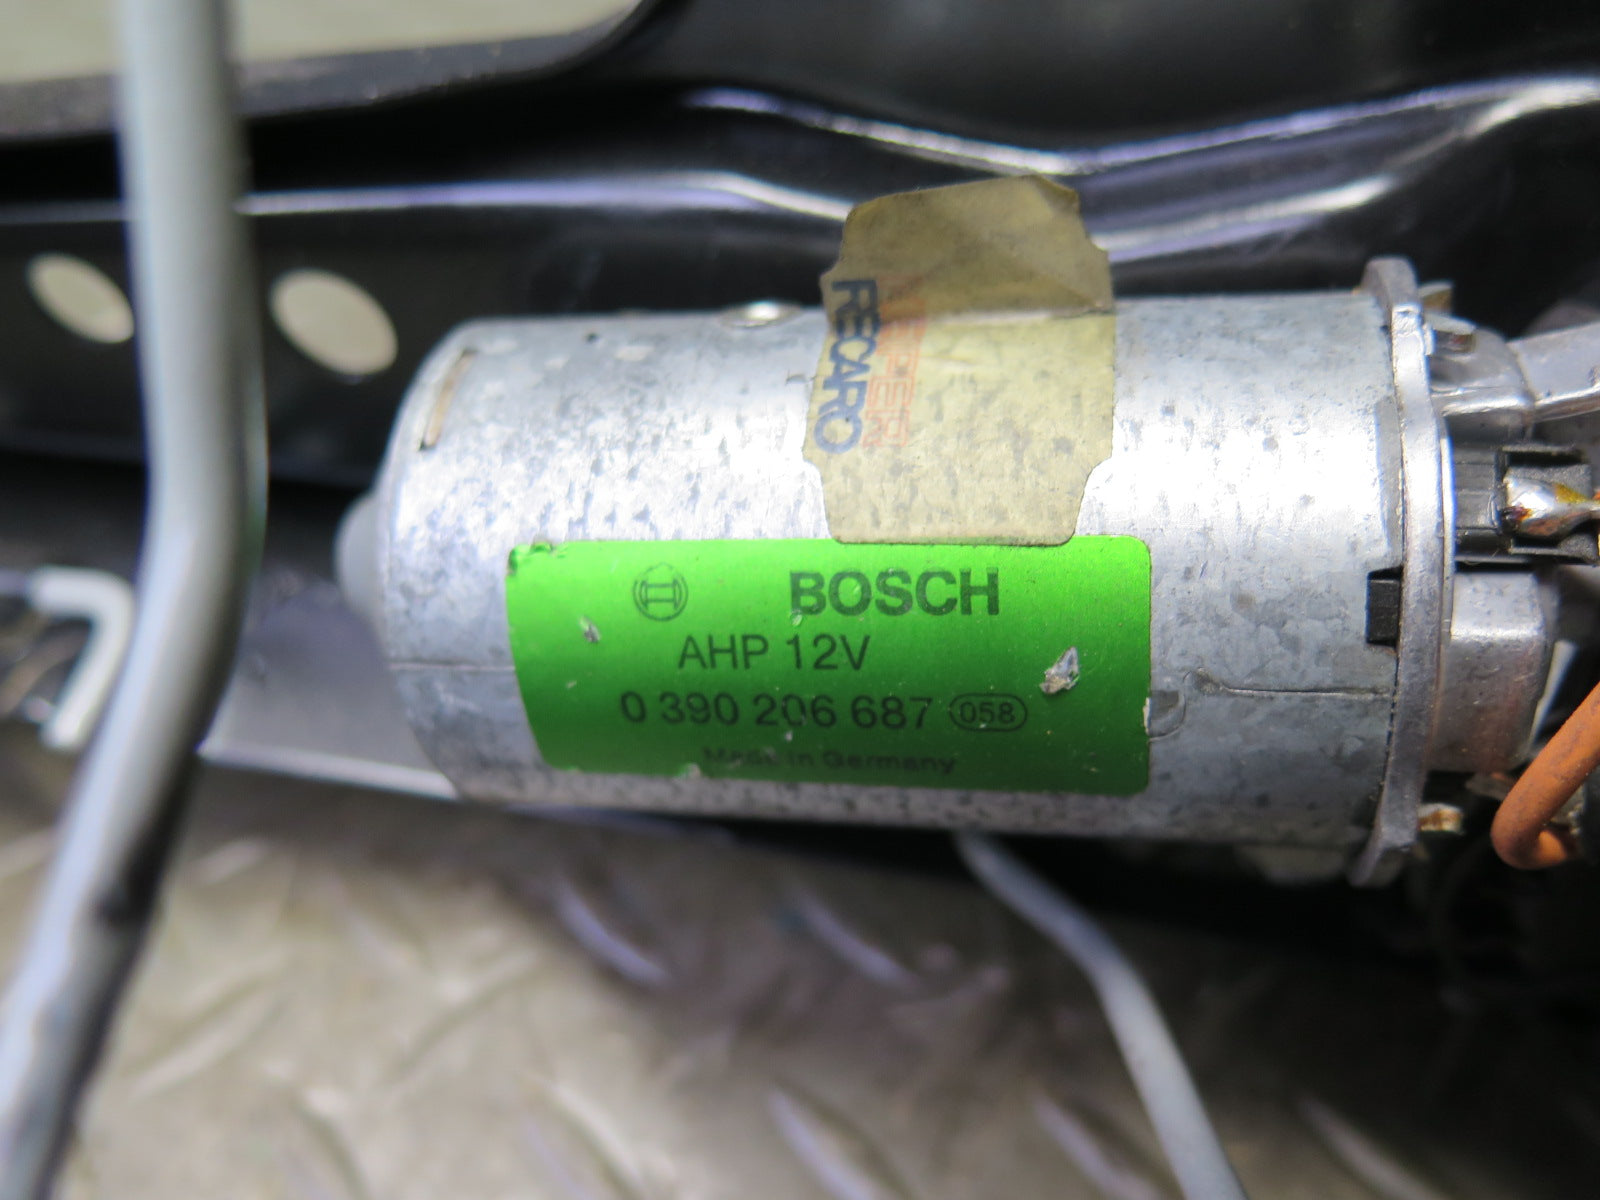 RECARO
BOSCH
AHP 12V
0 390 206 687 058
Made in Germany